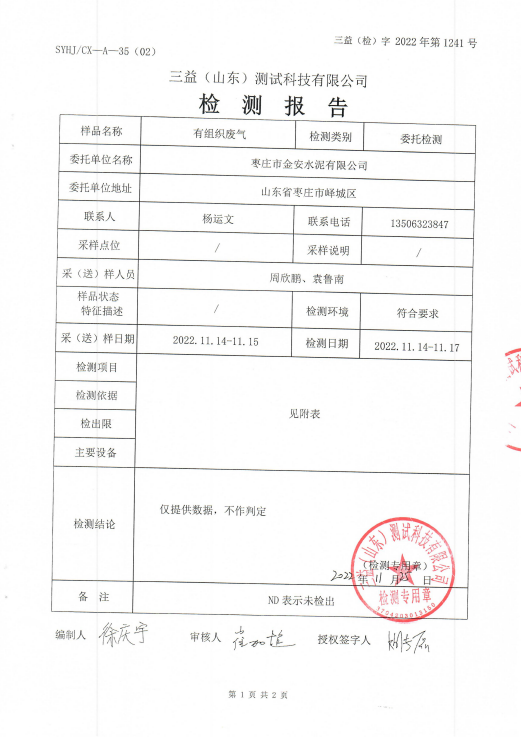 三益（检）字 2022 年第 1241 号
SYHJ/CX—A—35（02）
三益（山东）测试科技有限公司
检 测 报 告
样品名称 有组织废气 检测类别 委托检测
委托单位名称 枣庄市金安水泥有限公司
委托单位地址 山东省枣庄市峄城区
联系人 杨运文 联系电话 13506323847
采样点位 / 采样说明 /
采（送）样人员 周欣鹏、袁鲁南
样品状态
特征描述 / 检测环境 符合要求
采（送）样日期 2022.11.14-11.15 检测日期 2022.11.14-11.17
检测项目
检测依据
检出限
主要设备
见附表
检测结论
仅提供数据，不作判定
三益（山东）测试科技有限公司
（检测专用章）
2022 年 11 月 25 日
检测专用章
备 注 ND 表示未检出
编制人 徐庆宇 审核人 授权签字人
第 1 页 共 2 页